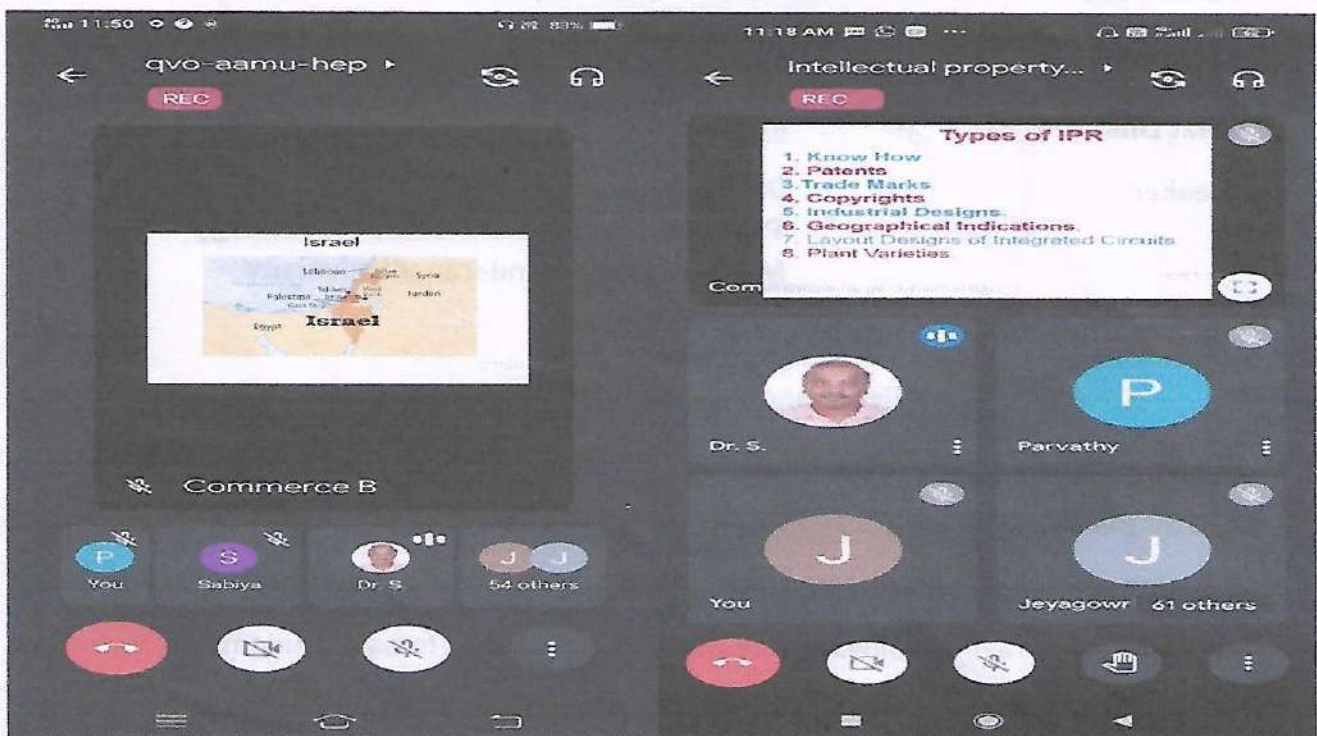 11:50
83%
qvo-aamu-hep
REC
Israel
Lebanon
Syria
Palestine
Jordan
Egypt
Israel
Commerce B
P
You
S
Sabiya
Dr. S.
J J
54 others
11:18 AM
Intellectual property...
REC
Types of IPR
1. Know How
2. Patents
3.Trade Marks
4. Copyrights
5. Industrial Designs.
6. Geographical Indications.
7. Layout Designs of Integrated Circuits
8. Plant Varieties
Com
Dr. S.
P
Parvathy
J
You
J
Jeyagowr 61 others